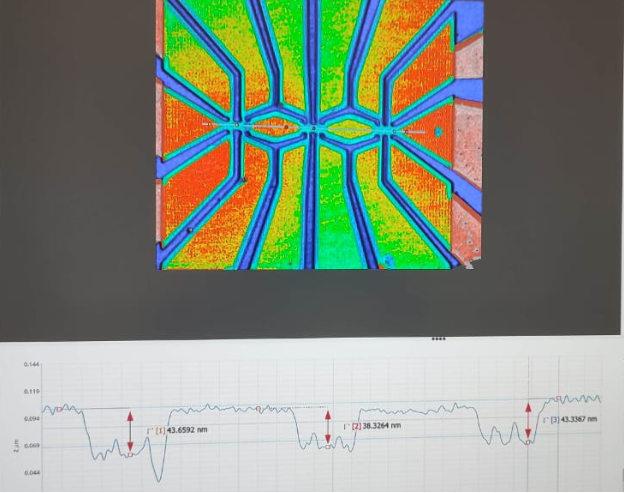 0.144
0.119
0.094
[1] 43.6592 nm
[2] 38.3264 nm
[3] 43.3367 nm
Z µm
0.069
0.044